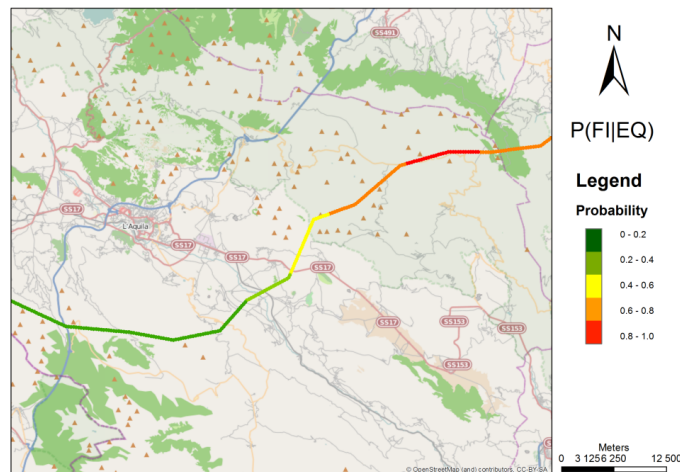 SS491
N
P(FI|EQ)
Legend
Probability
0 - 0.2
0.2 - 0.4
0.4 - 0.6
0.6 - 0.8
0.8 - 1.0
SS17
L'Aquila
SS17
SS17
SS17
SS17
SS153
SS153
SS153
Meters
0 3 1256 250 12 500
© OpenStreetMap (and) contributors, CC-BY-SA